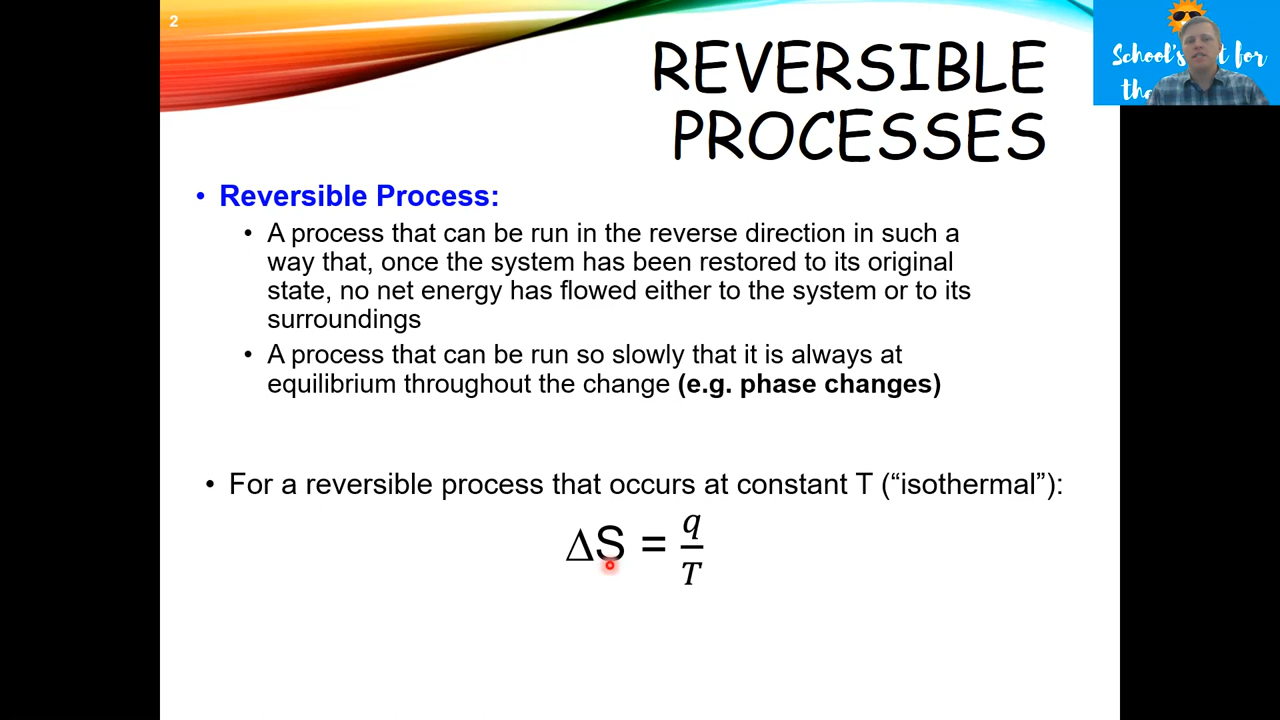 2
REVERSIBLE
PROCESSES
School's t for
tha
• Reversible Process:
• A process that can be run in the reverse direction in such a
way that, once the system has been restored to its original
state, no net energy has flowed either to the system or to its
surroundings
• A process that can be run so slowly that it is always at
equilibrium throughout the change (e.g. phase changes)
• For a reversible process that occurs at constant T (“isothermal”):
ΔS = q/T